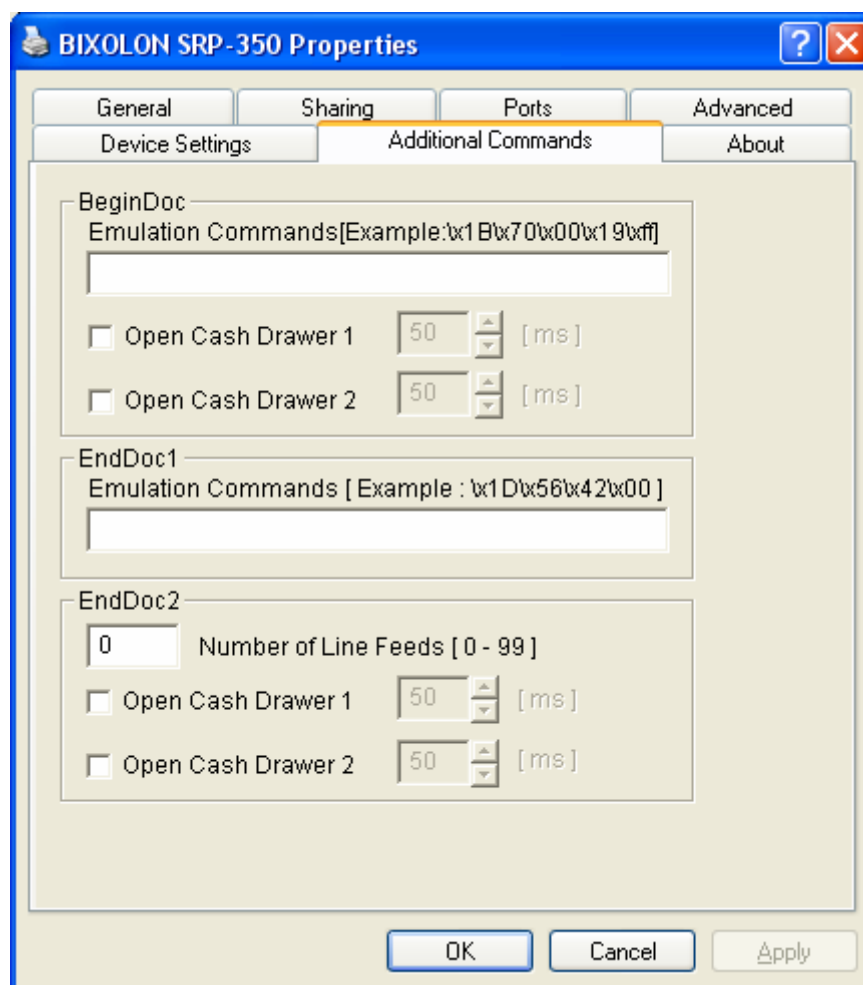 BIXOLON SRP-350 Properties
General Sharing Ports Advanced
Device Settings Additional Commands About
BeginDoc
Emulation Commands[Example:\x1B\x70\x00\x19\xff]
Open Cash Drawer 1 50 [ ms ]
Open Cash Drawer 2 50 [ ms ]
EndDoc1
Emulation Commands [ Example : \x1D\x56\x42\x00 ]
EndDoc2
0 Number of Line Feeds [ 0 - 99 ]
Open Cash Drawer 1 50 [ ms ]
Open Cash Drawer 2 50 [ ms ]
OK Cancel Apply